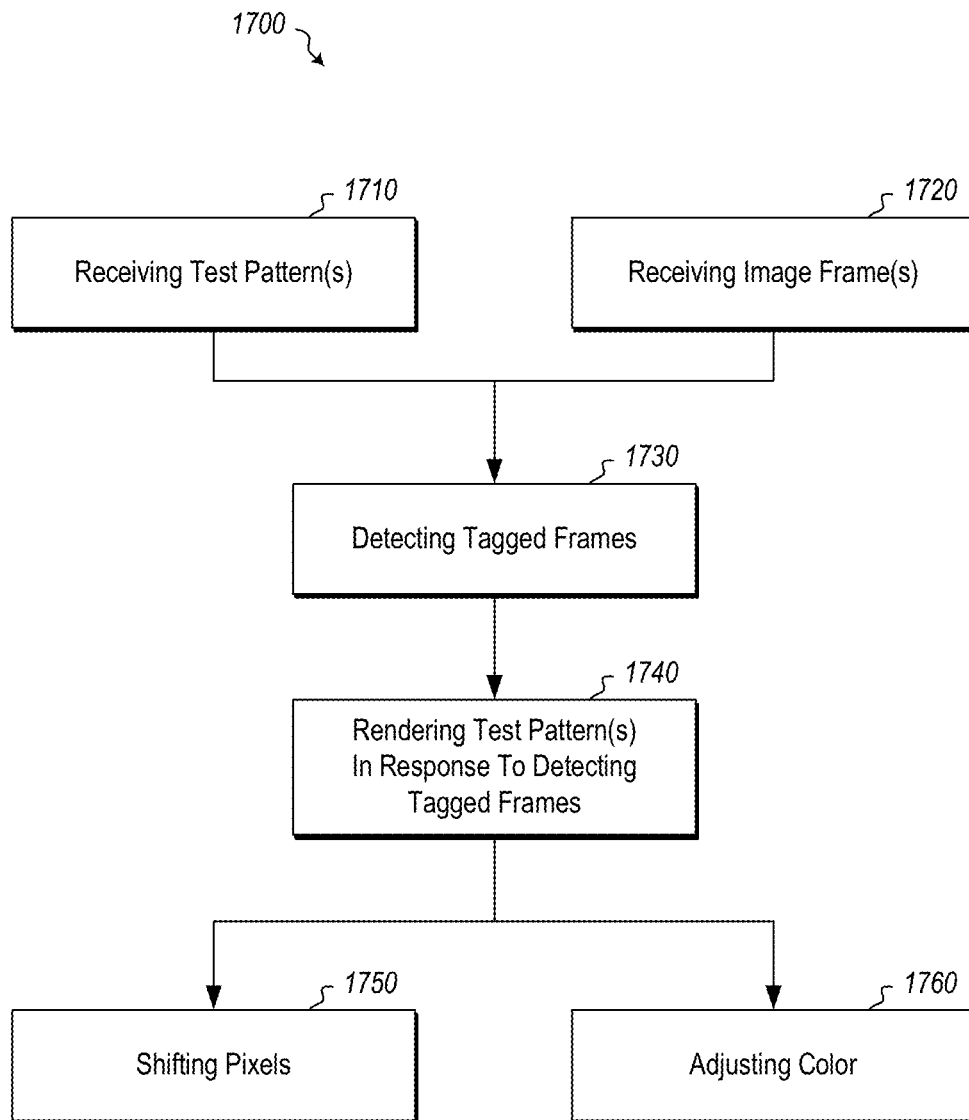 1700
1710
1720
Receiving Test Pattern(s)
Receiving Image Frame(s)
1730
Detecting Tagged Frames
1740
Rendering Test Pattern(s)
In Response To Detecting
Tagged Frames
1750
1760
Shifting Pixels
Adjusting Color